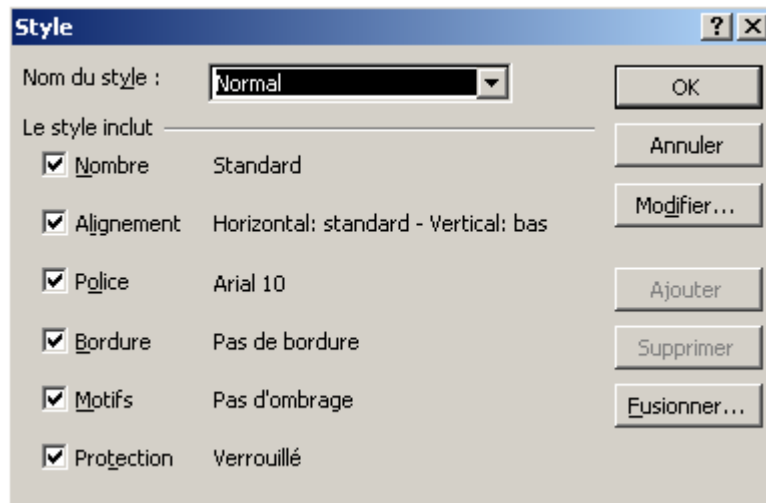 Style
Nom du style : Normal OK
Le style inclut Annuler
Nombre Standard
Modifier...
Alignement Horizontal: standard - Vertical: bas
Police Arial 10 Ajouter
Bordure Pas de bordure Supprimer
Motifs Pas d'ombrage Fusionner...
Protection Verrouillé